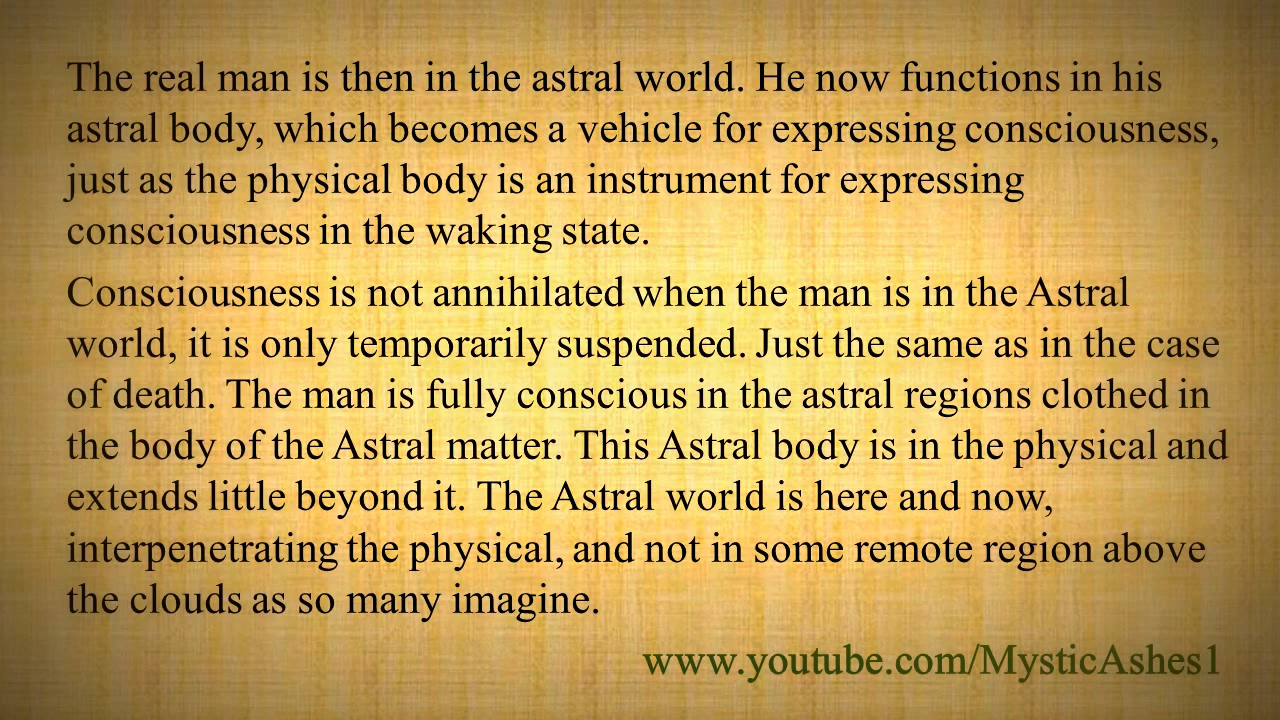 The real man is then in the astral world. He now functions in his
astral body, which becomes a vehicle for expressing consciousness,
just as the physical body is an instrument for expressing
consciousness in the waking state.
Consciousness is not annihilated when the man is in the Astral
world, it is only temporarily suspended. Just the same as in the case
of death. The man is fully conscious in the astral regions clothed in
the body of the Astral matter. This Astral body is in the physical and
extends little beyond it. The Astral world is here and now,
interpenetrating the physical, and not in some remote region above
the clouds as so many imagine.
www.youtube.com/MysticAshes1